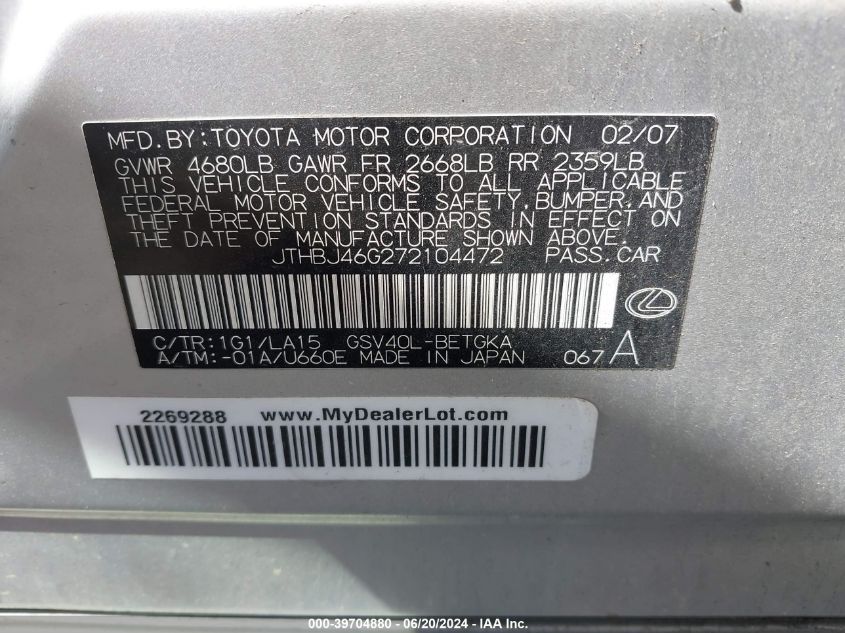 MFD.BY:TOYOTA MOTOR CORPORATION 02/07
GVWR 4680LB GAWR FR 2668LB RR 2359LB
THIS VEHICLE CONFORMS TO ALL APPLICABLE
FEDERAL MOTOR VEHICLE SAFETY,BUMPER,AND
THEFT PREVENTION STANDARDS IN EFFECT ON
THE DATE OF MANUFACTURE SHOWN ABOVE.
JTHBJ46G272104472 PASS.CAR
C/TR:1G1/LA15 GSV40L-BETGKA
A/TM:-01A/U660E MADE IN JAPAN 067 A
2269288 www.MyDealerLot.com
000-39704880 - 06/20/2024 - IAA Inc.